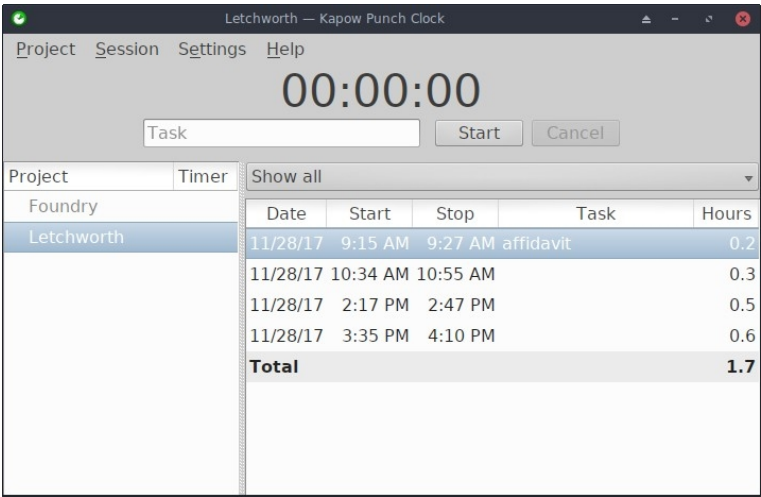 Letchworth — Kapow Punch Clock
Project Session Settings Help
00:00:00
Task Start Cancel
Project Timer
Foundry
Letchworth
Show all
Date Start Stop Task Hours
11/28/17 9:15 AM 9:27 AM affidavit 0.2
11/28/17 10:34 AM 10:55 AM 0.3
11/28/17 2:17 PM 2:47 PM 0.5
11/28/17 3:35 PM 4:10 PM 0.6
Total 1.7